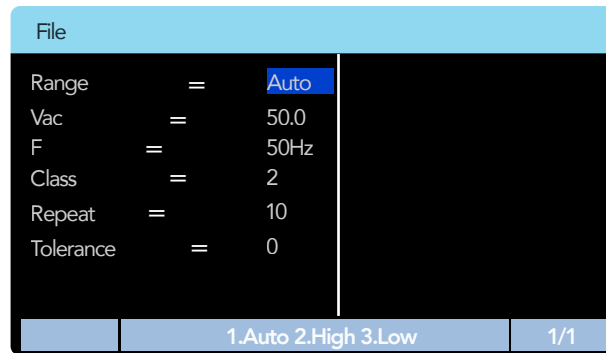 File
Range = Auto
Vac = 50.0
F = 50Hz
Class = 2
Repeat = 10
Tolerance = 0
1.Auto 2.High 3.Low 1/1